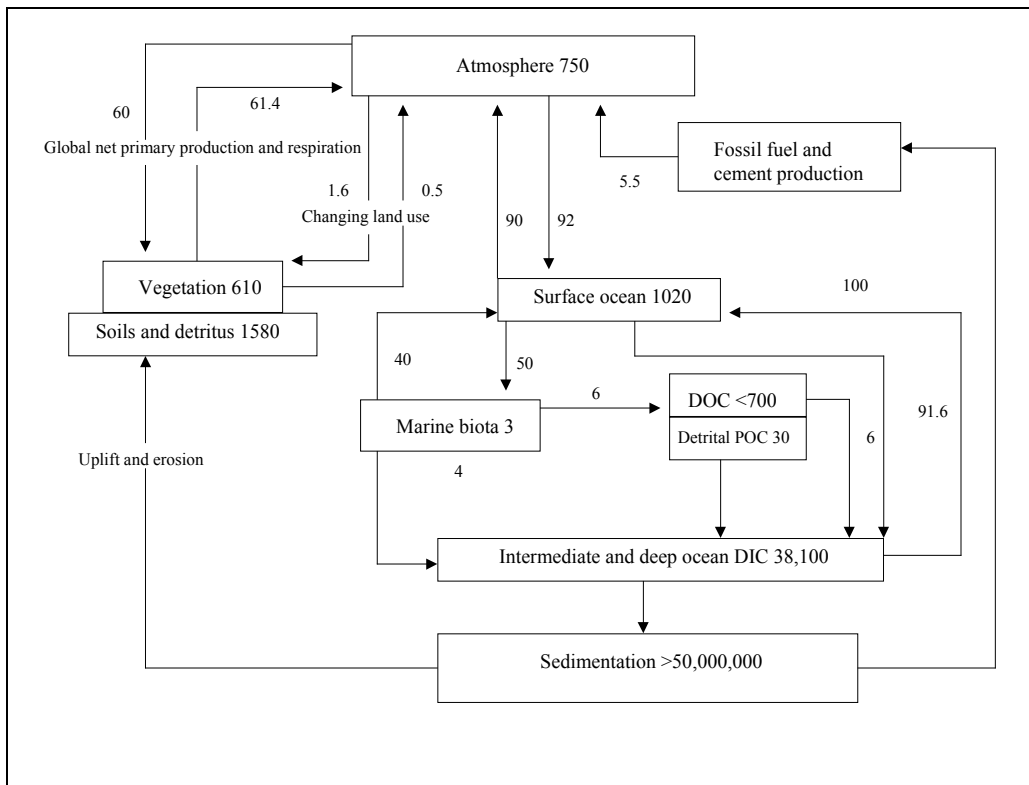 Atmosphere 750
60
61.4
Global net primary production and respiration
Fossil fuel and
cement production
5.5
1.6
0.5
Changing land use
90
92
Vegetation 610
Surface ocean 1020
100
Soils and detritus 1580
40
50
6
DOC <700
91.6
Marine biota 3
Detrital POC 30
6
Uplift and erosion
4
Intermediate and deep ocean DIC 38,100
Sedimentation >50,000,000